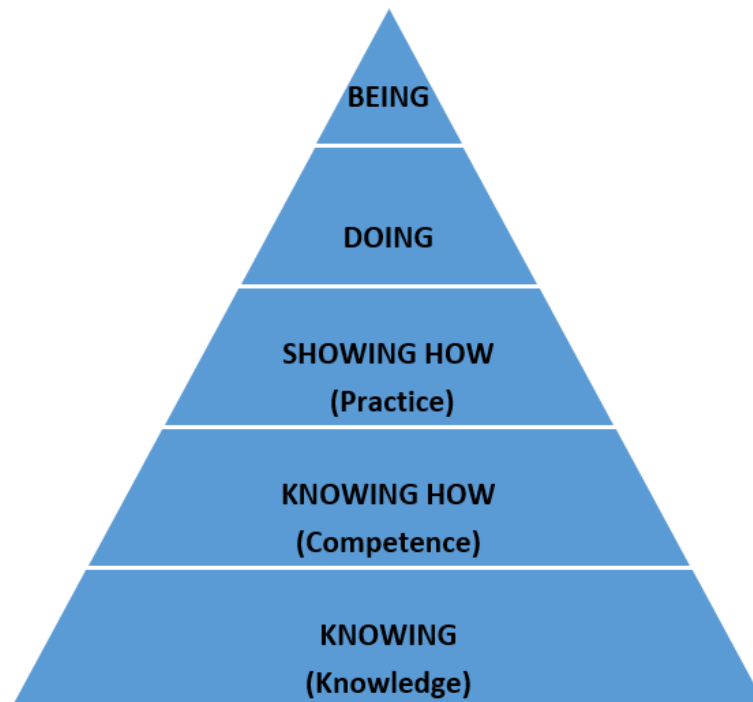 BEING
DOING
SHOWING HOW
(Practice)
KNOWING HOW
(Competence)
KNOWING
(Knowledge)